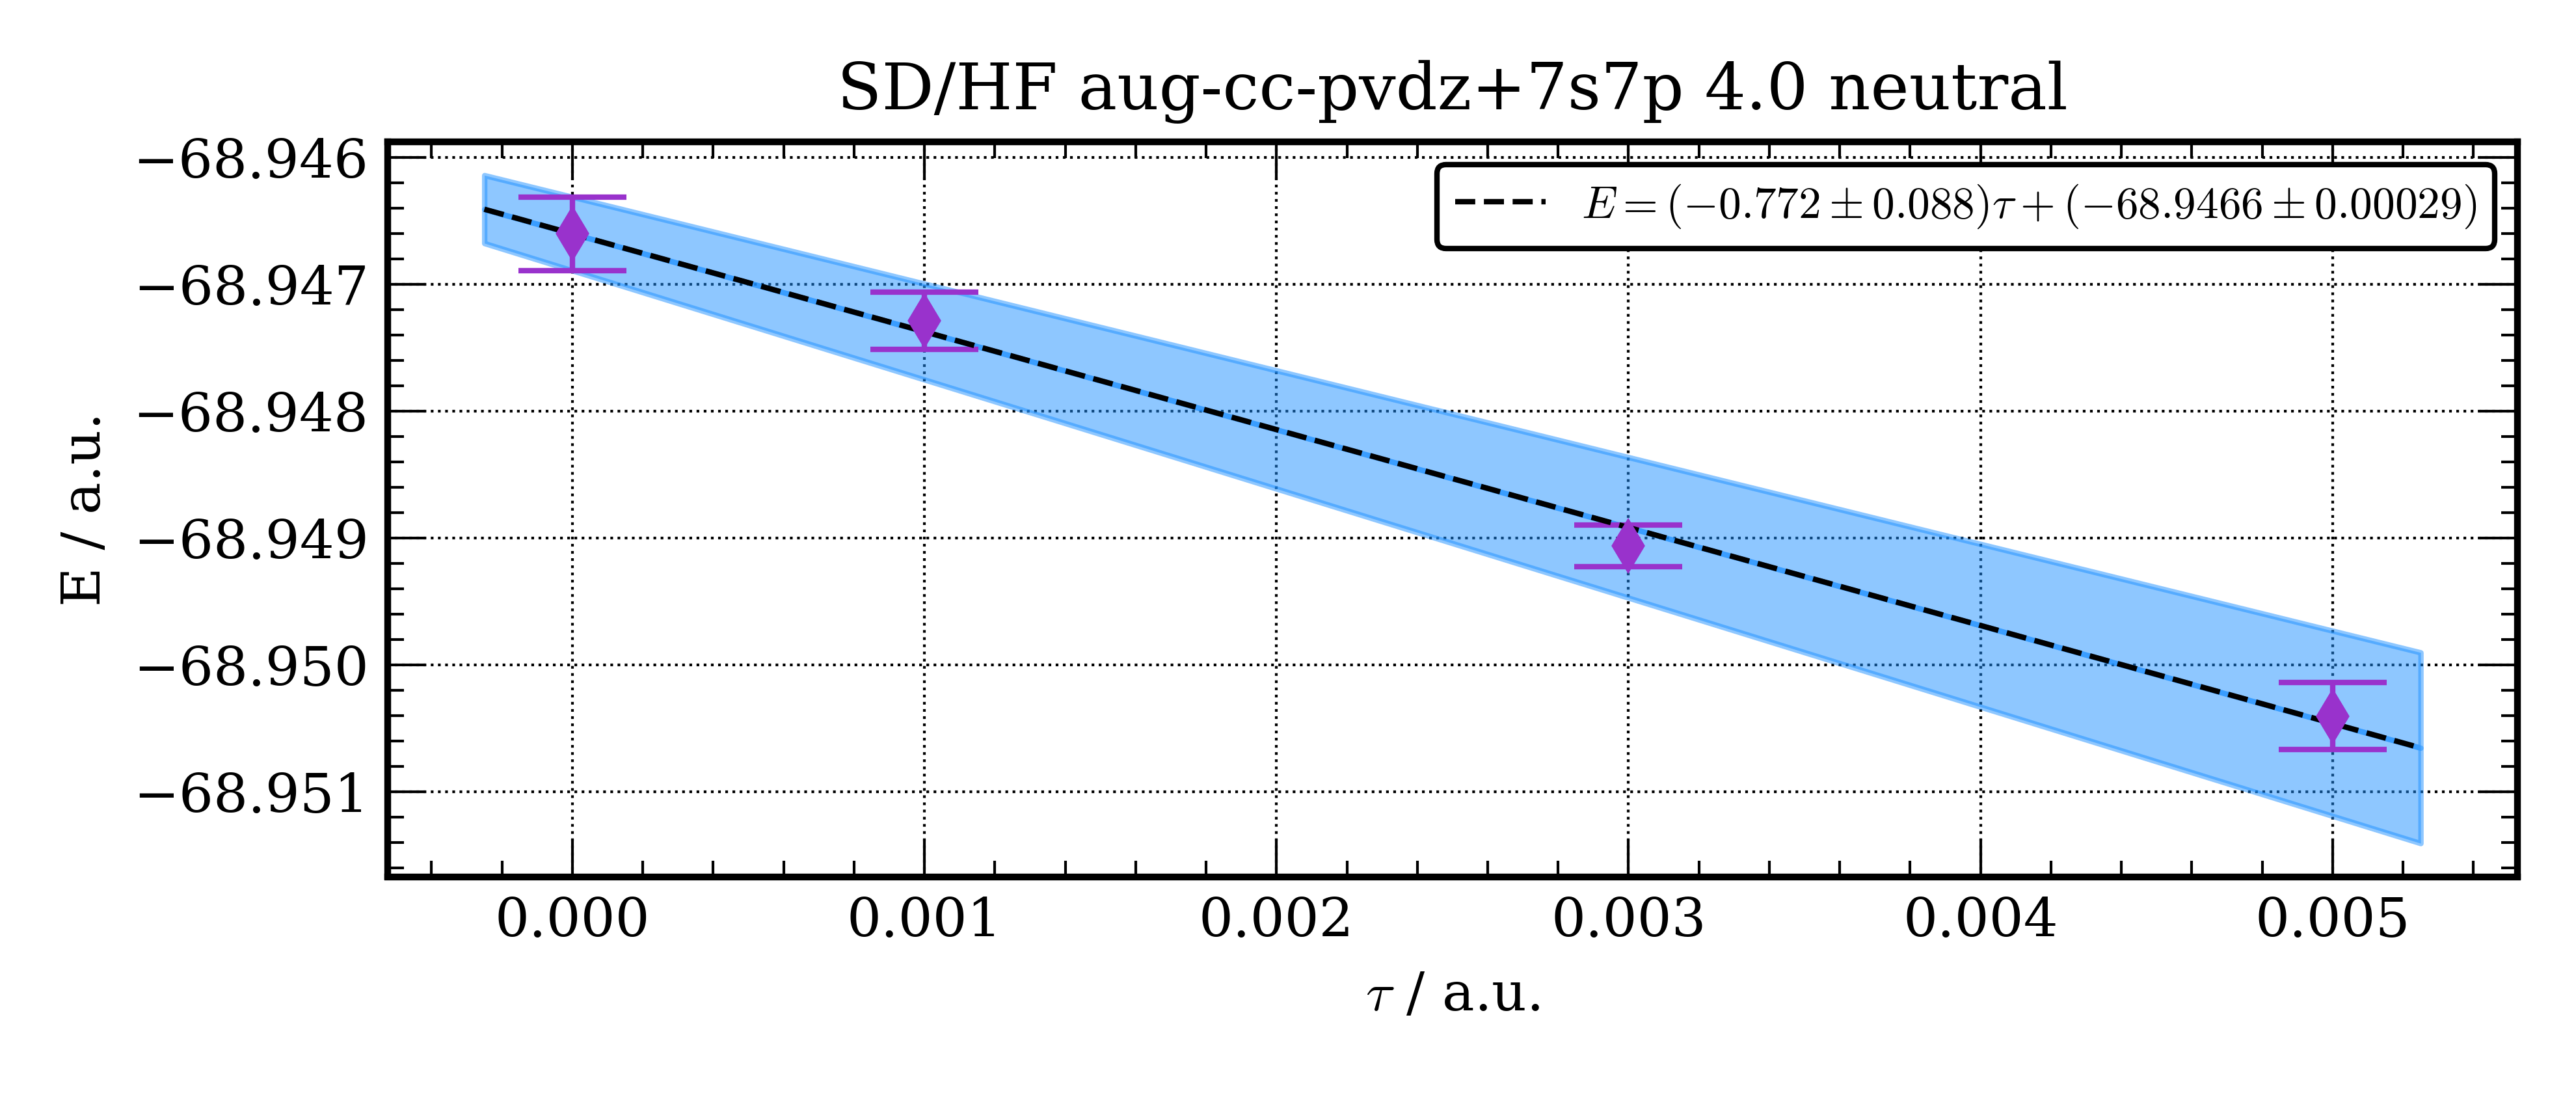 SD/HF aug-cc-pvdz+7s7p 4.0 neutral
E = (−0.772 ± 0.088)τ + (−68.9466 ± 0.00029)
−68.946
−68.947
−68.948
−68.949
−68.950
−68.951
E / a.u.
0.000 0.001 0.002 0.003 0.004 0.005
τ / a.u.